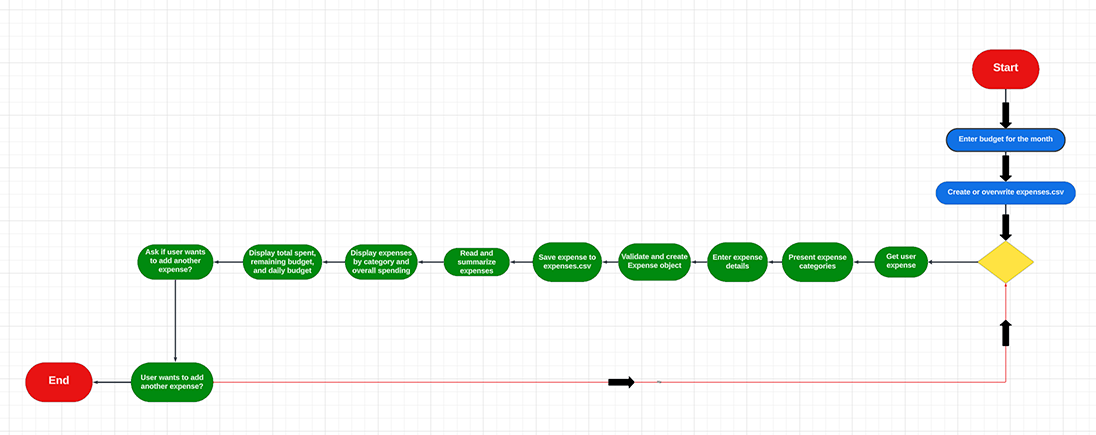 Start
Enter budget for the month
Create or overwrite expenses.csv
Get user
expense
Present expense
categories
Enter expense
details
Validate and create
Expense object
Save expense to
expenses.csv
Read and
summarize
expenses
Display expenses
by category and
overall spending
Display total spent,
remaining budget,
and daily budget
Ask if user wants
to add another
expense?
User wants to add
another expense?
End